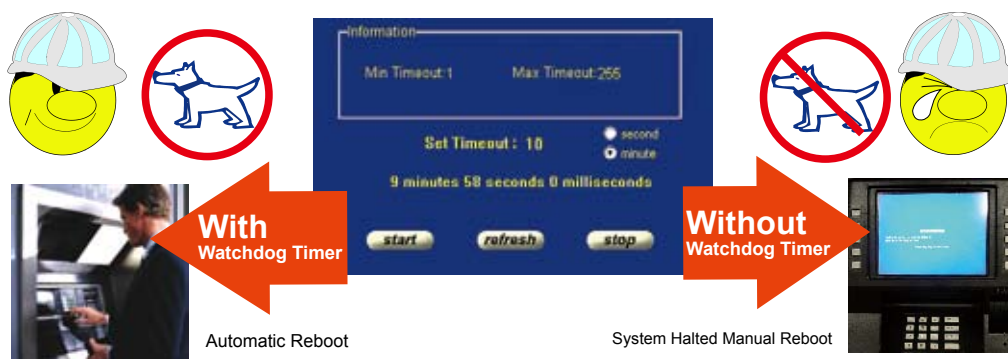 Information
Min Timeout:1 Max Timeout:255
Set Timeout : 10
second
minute
9 minutes 58 seconds 0 milliseconds
start refresh stop
With
Watchdog Timer
Without
Watchdog Timer
Automatic Reboot
System Halted Manual Reboot